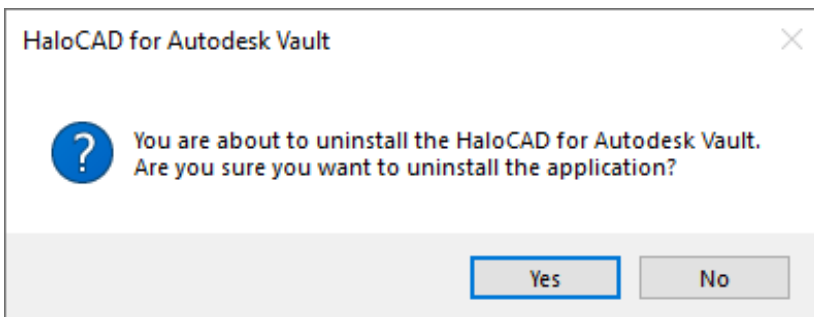 HaloCAD for Autodesk Vault
You are about to uninstall the HaloCAD for Autodesk Vault.
Are you sure you want to uninstall the application?
Yes
No